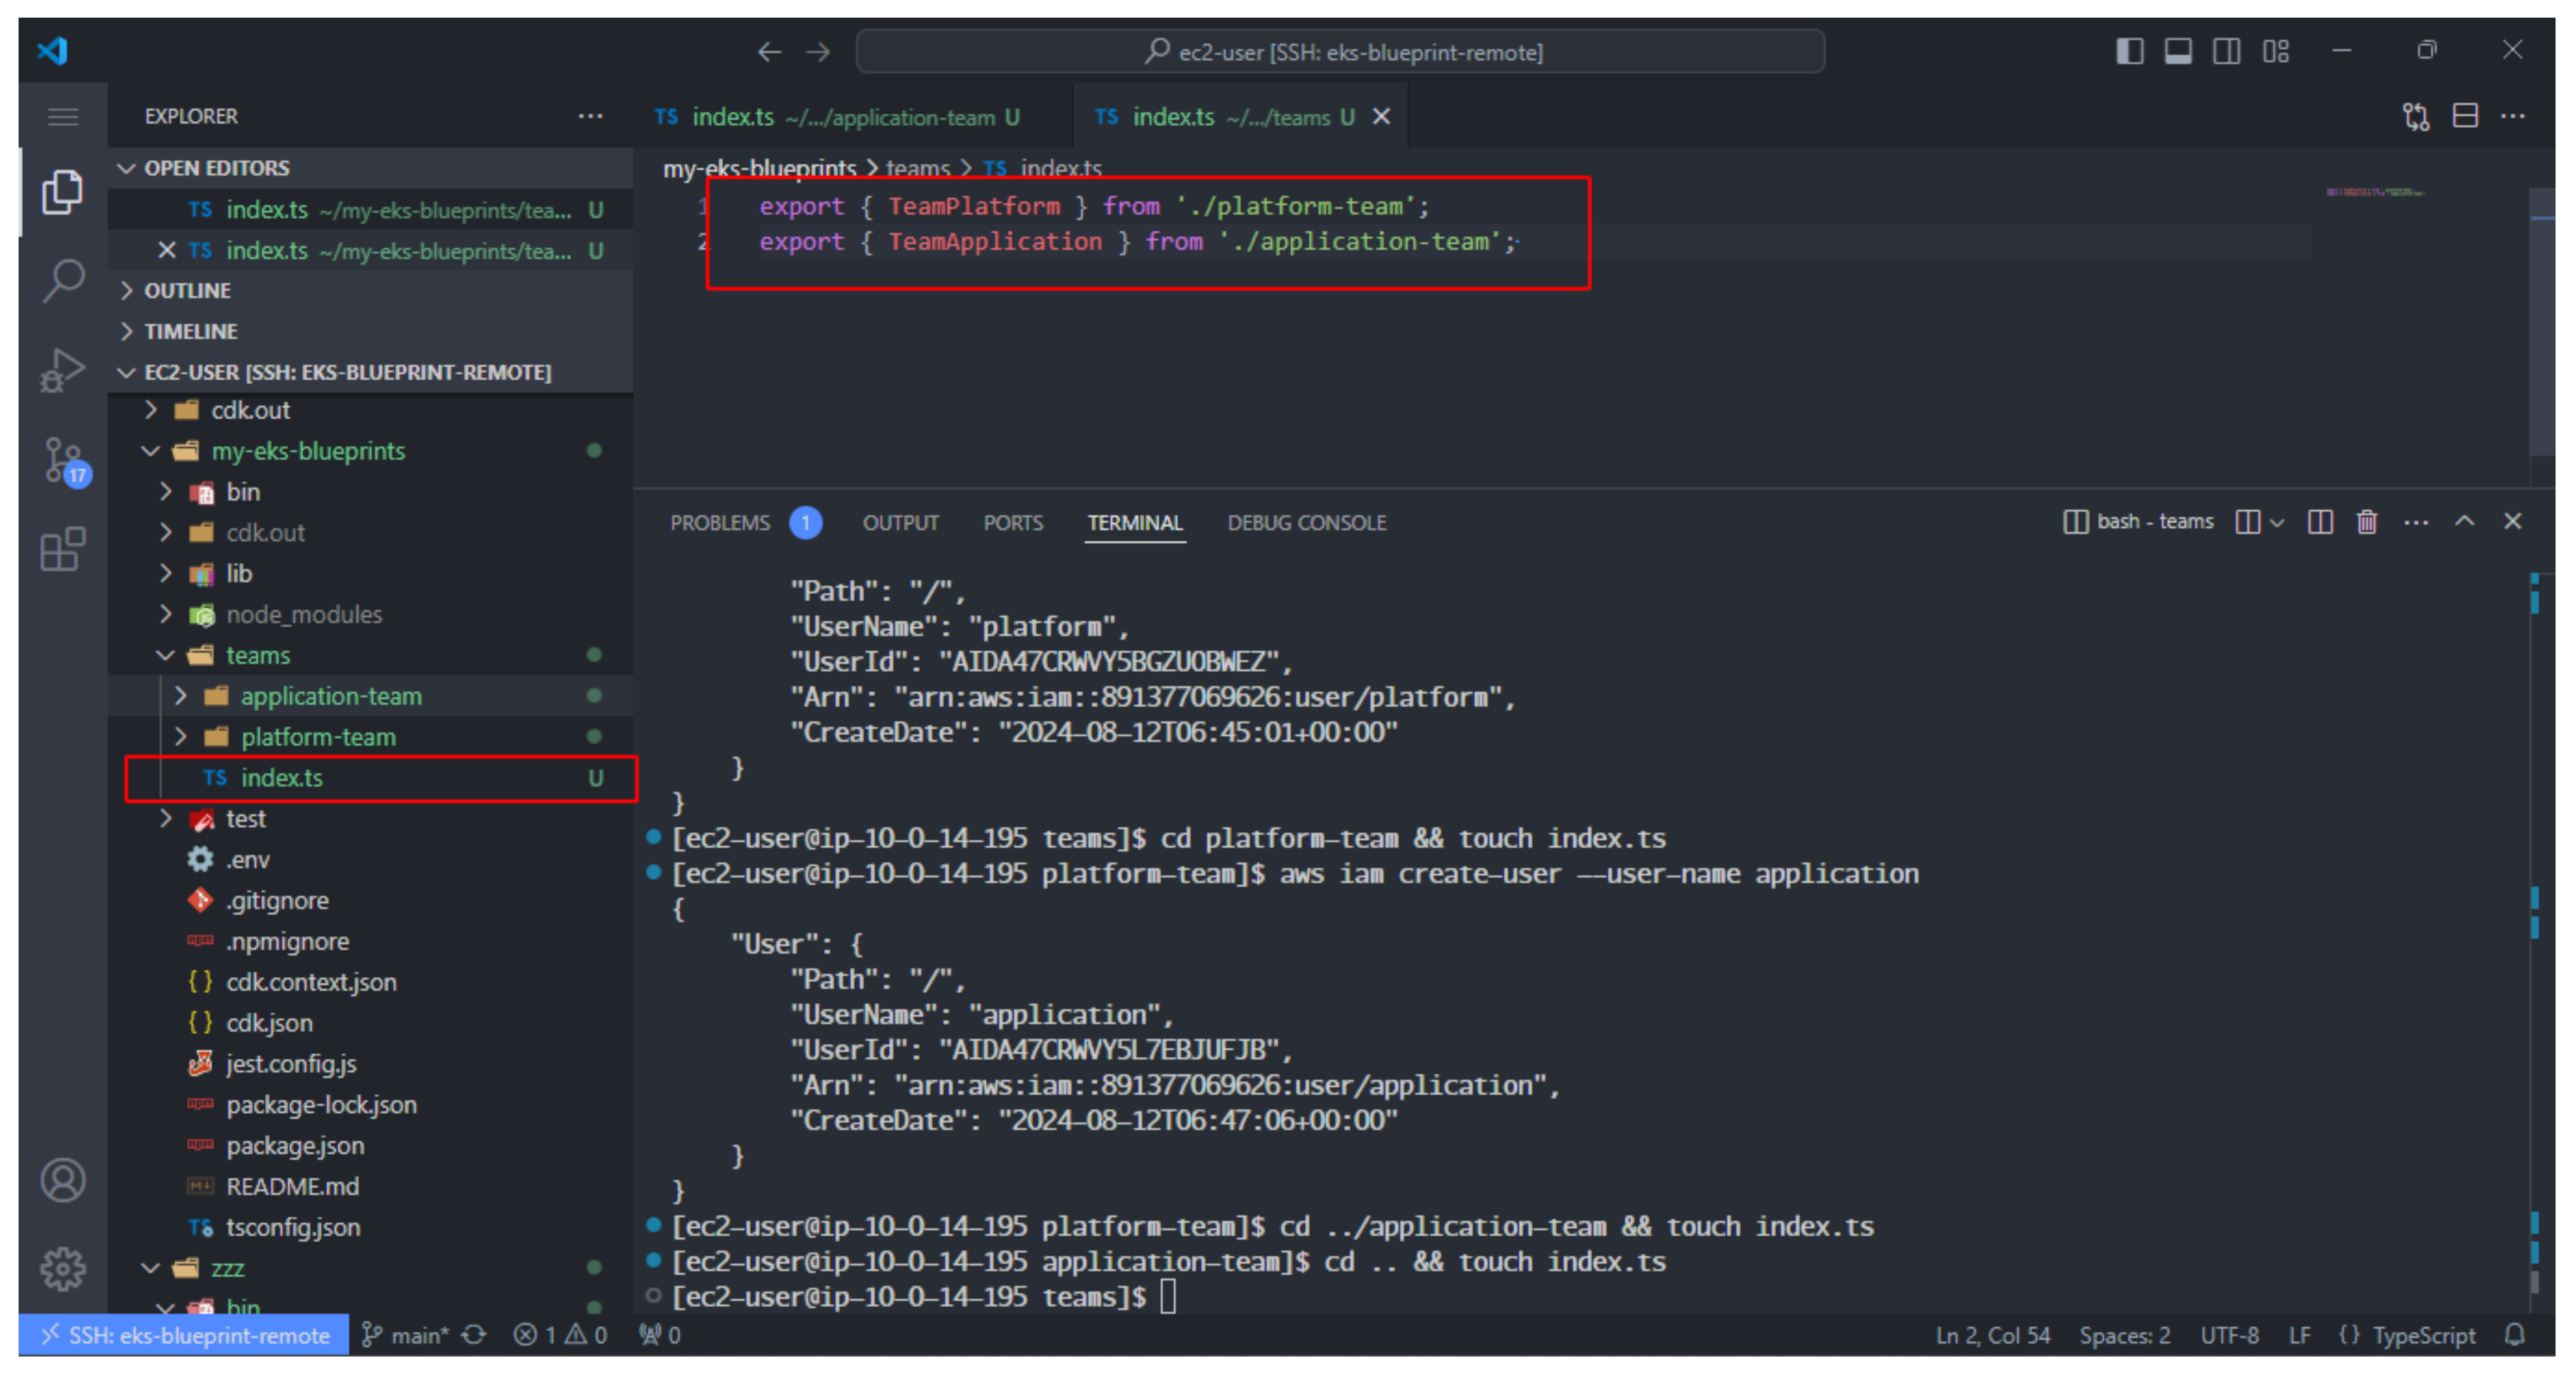 ec2-user [SSH: eks-blueprint-remote]
EXPLORER
OPEN EDITORS
TS index.ts ~/my-eks-blueprints/tea... U
TS index.ts ~/my-eks-blueprints/tea... U
OUTLINE
TIMELINE
EC2-USER [SSH: EKS-BLUEPRINT-REMOTE]
cdk.out
my-eks-blueprints
bin
cdk.out
lib
node_modules
teams
application-team
platform-team
TS index.ts U
test
.env
.gitignore
.npmignore
{} cdk.context.json
{} cdk.json
jest.config.js
package-lock.json
package.json
README.md
TS tsconfig.json
zzz
bin
17
TS index.ts ~/.../application-team U
TS index.ts ~/.../teams U
my-eks-blueprints > teams > TS index.ts
1 export { TeamPlatform } from './platform-team';
2 export { TeamApplication } from './application-team';
PROBLEMS 1 OUTPUT PORTS TERMINAL DEBUG CONSOLE
bash - teams
"Path": "/",
"UserName": "platform",
"UserId": "AIDA47CRWVY5BGZUOBWEZ",
"Arn": "arn:aws:iam::891377069626:user/platform",
"CreateDate": "2024-08-12T06:45:01+00:00"
}
}
[ec2-user@ip-10-0-14-195 teams]$ cd platform-team && touch index.ts
[ec2-user@ip-10-0-14-195 platform-team]$ aws iam create-user --user-name application
{
"User": {
"Path": "/",
"UserName": "application",
"UserId": "AIDA47CRWVY5L7EBJUFJB",
"Arn": "arn:aws:iam::891377069626:user/application",
"CreateDate": "2024-08-12T06:47:06+00:00"
}
}
[ec2-user@ip-10-0-14-195 platform-team]$ cd ../application-team && touch index.ts
[ec2-user@ip-10-0-14-195 application-team]$ cd .. && touch index.ts
[ec2-user@ip-10-0-14-195 teams]$
SSH: eks-blueprint-remote main* 1 0 0
Ln 2, Col 54 Spaces: 2 UTF-8 LF {} TypeScript